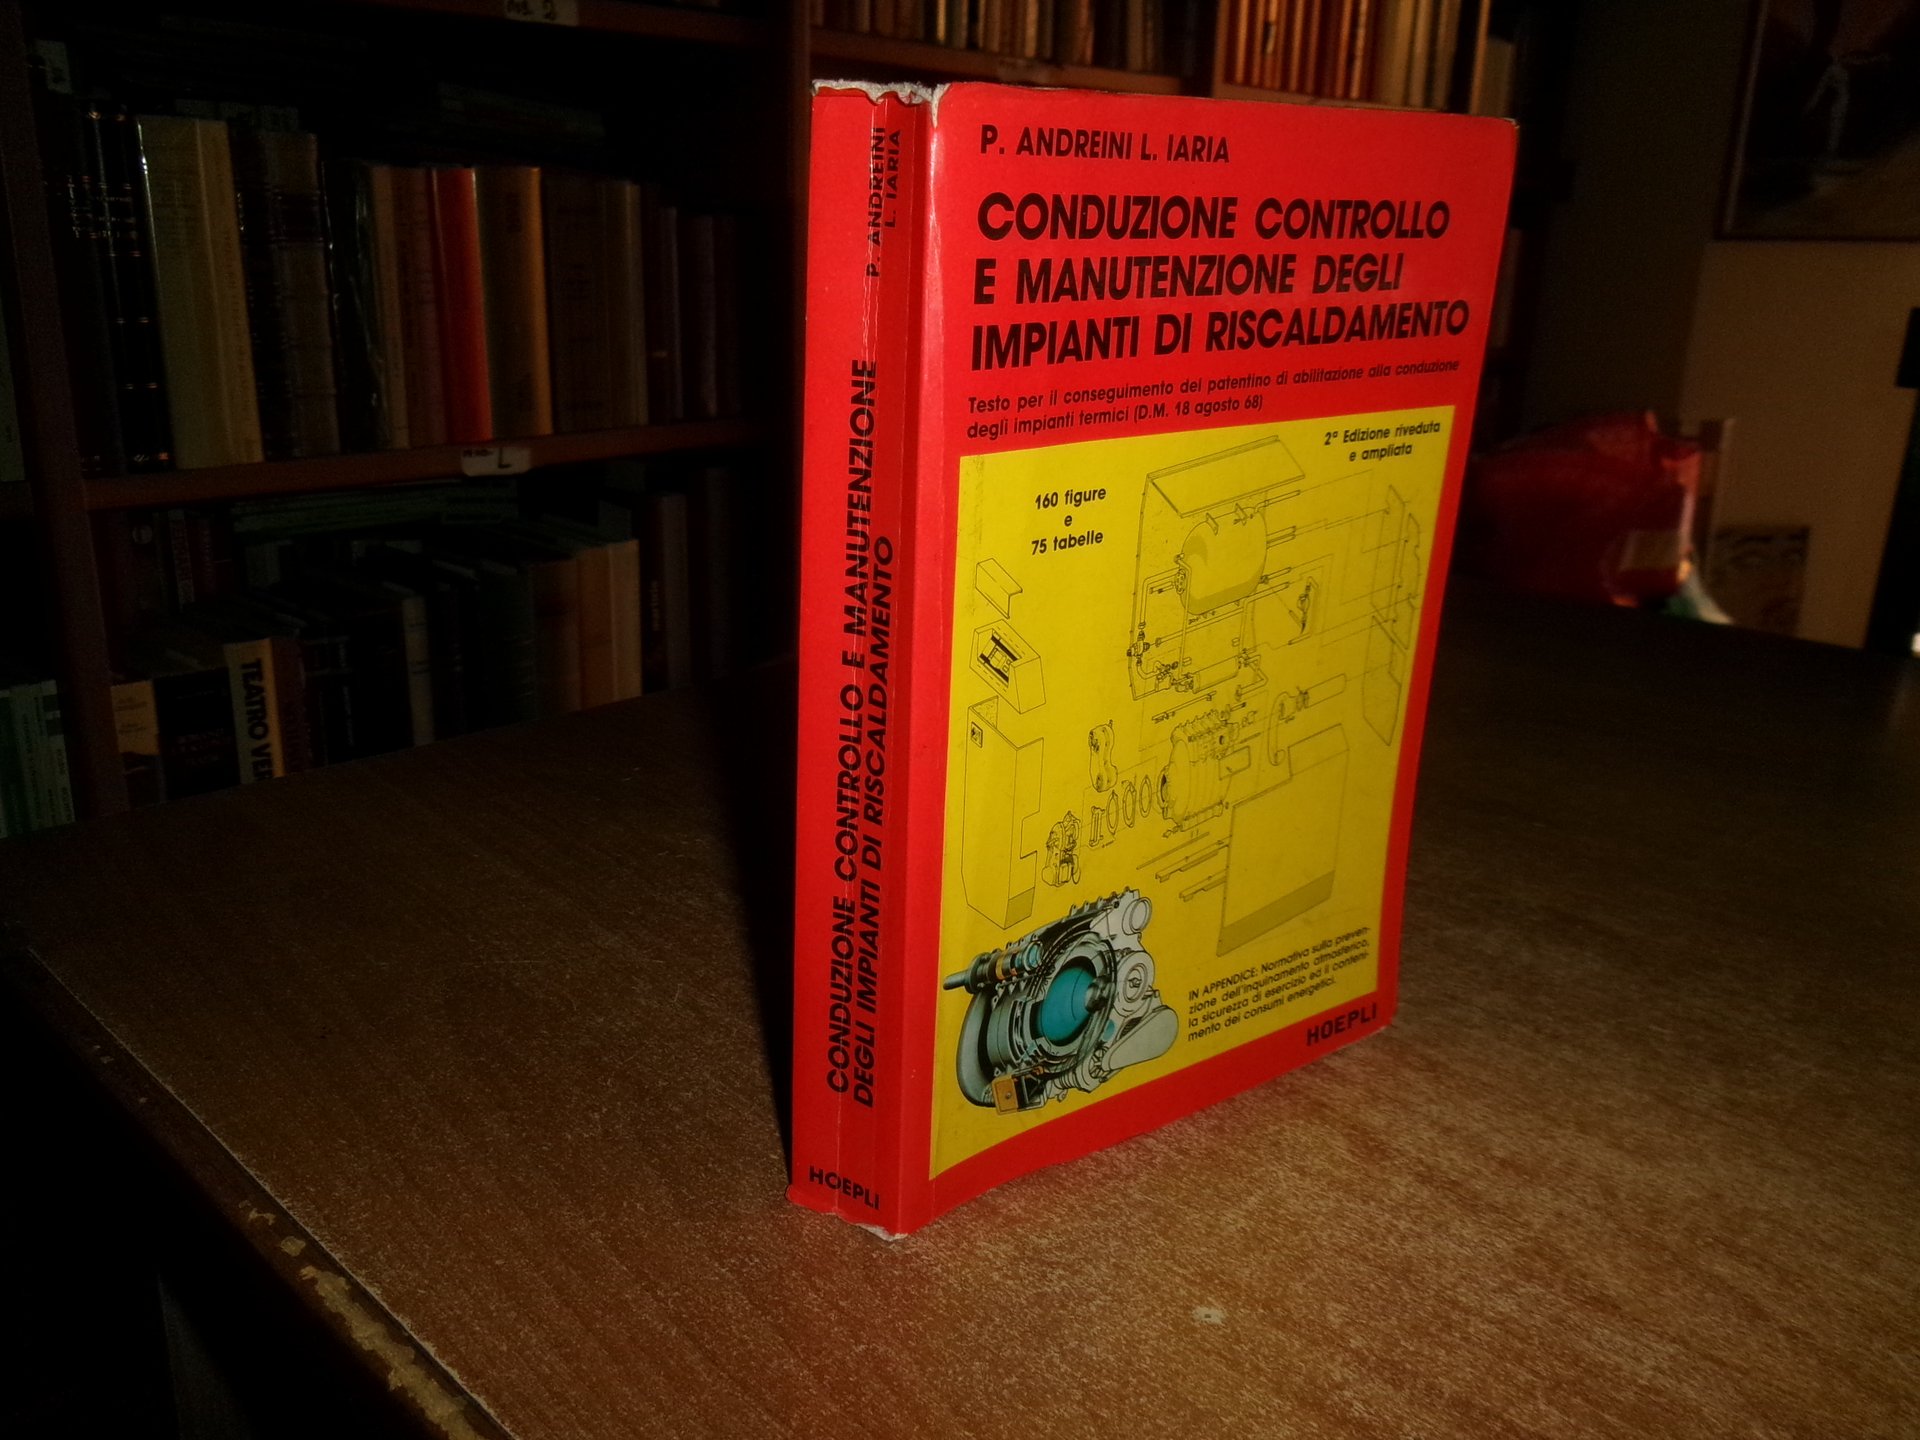 P. ANDREINI L. IARIA
CONDUZIONE CONTROLLO
E MANUTENZIONE DEGLI
IMPIANTI DI RISCALDAMENTO
Testo per il conseguimento del patentino di abilitazione alla conduzione
degli impianti termici (D.M. 18 agosto 68)
2ª Edizione riveduta
e ampliata
160 figure
e
75 tabelle
IN APPENDICE: Normativa sulla preven-
zione dell'inquinamento atmosferico,
la sicurezza di esercizio ed il conteni-
mento dei consumi energetici.
HOEPLI
P. ANDREINI
L. IARIA
CONDUZIONE CONTROLLO E MANUTENZIONE
DEGLI IMPIANTI DI RISCALDAMENTO
HOEPLI
TEATRO VER